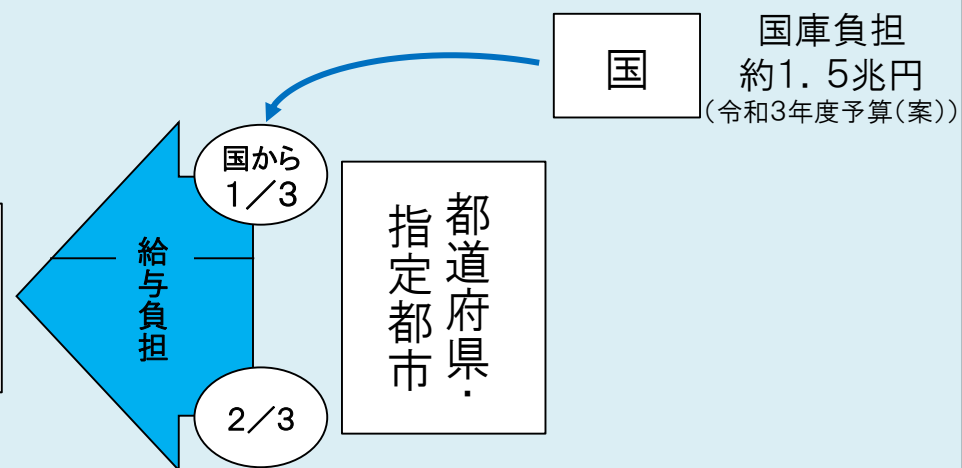 国
国庫負担
約1．5兆円
（令和3年度予算（案））
国から
1／3
都道府県・
指定都市
給与負担
2／3